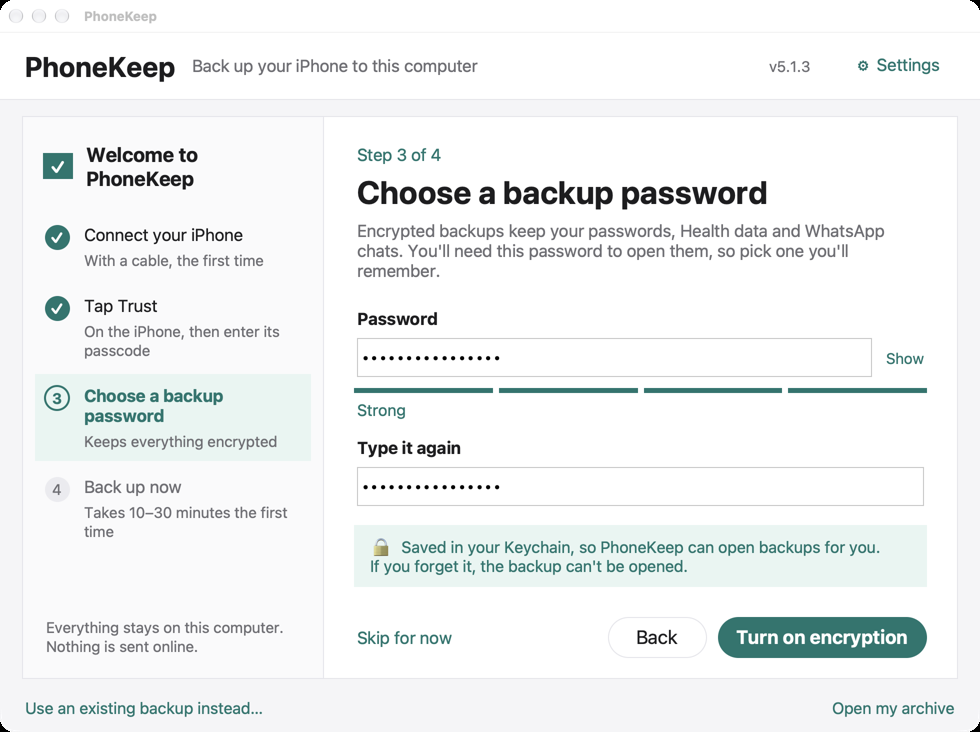 PhoneKeep
PhoneKeep Back up your iPhone to this computer v5.1.3 Settings
Welcome to
PhoneKeep
Connect your iPhone
With a cable, the first time
Tap Trust
On the iPhone, then enter its
passcode
3 Choose a backup
password
Keeps everything encrypted
4 Back up now
Takes 10–30 minutes the first
time
Everything stays on this computer.
Nothing is sent online.
Step 3 of 4
Choose a backup password
Encrypted backups keep your passwords, Health data and WhatsApp
chats. You'll need this password to open them, so pick one you'll
remember.
Password
••••••••••••••••
Show
Strong
Type it again
••••••••••••••••
Saved in your Keychain, so PhoneKeep can open backups for you.
If you forget it, the backup can't be opened.
Skip for now Back Turn on encryption
Use an existing backup instead... Open my archive